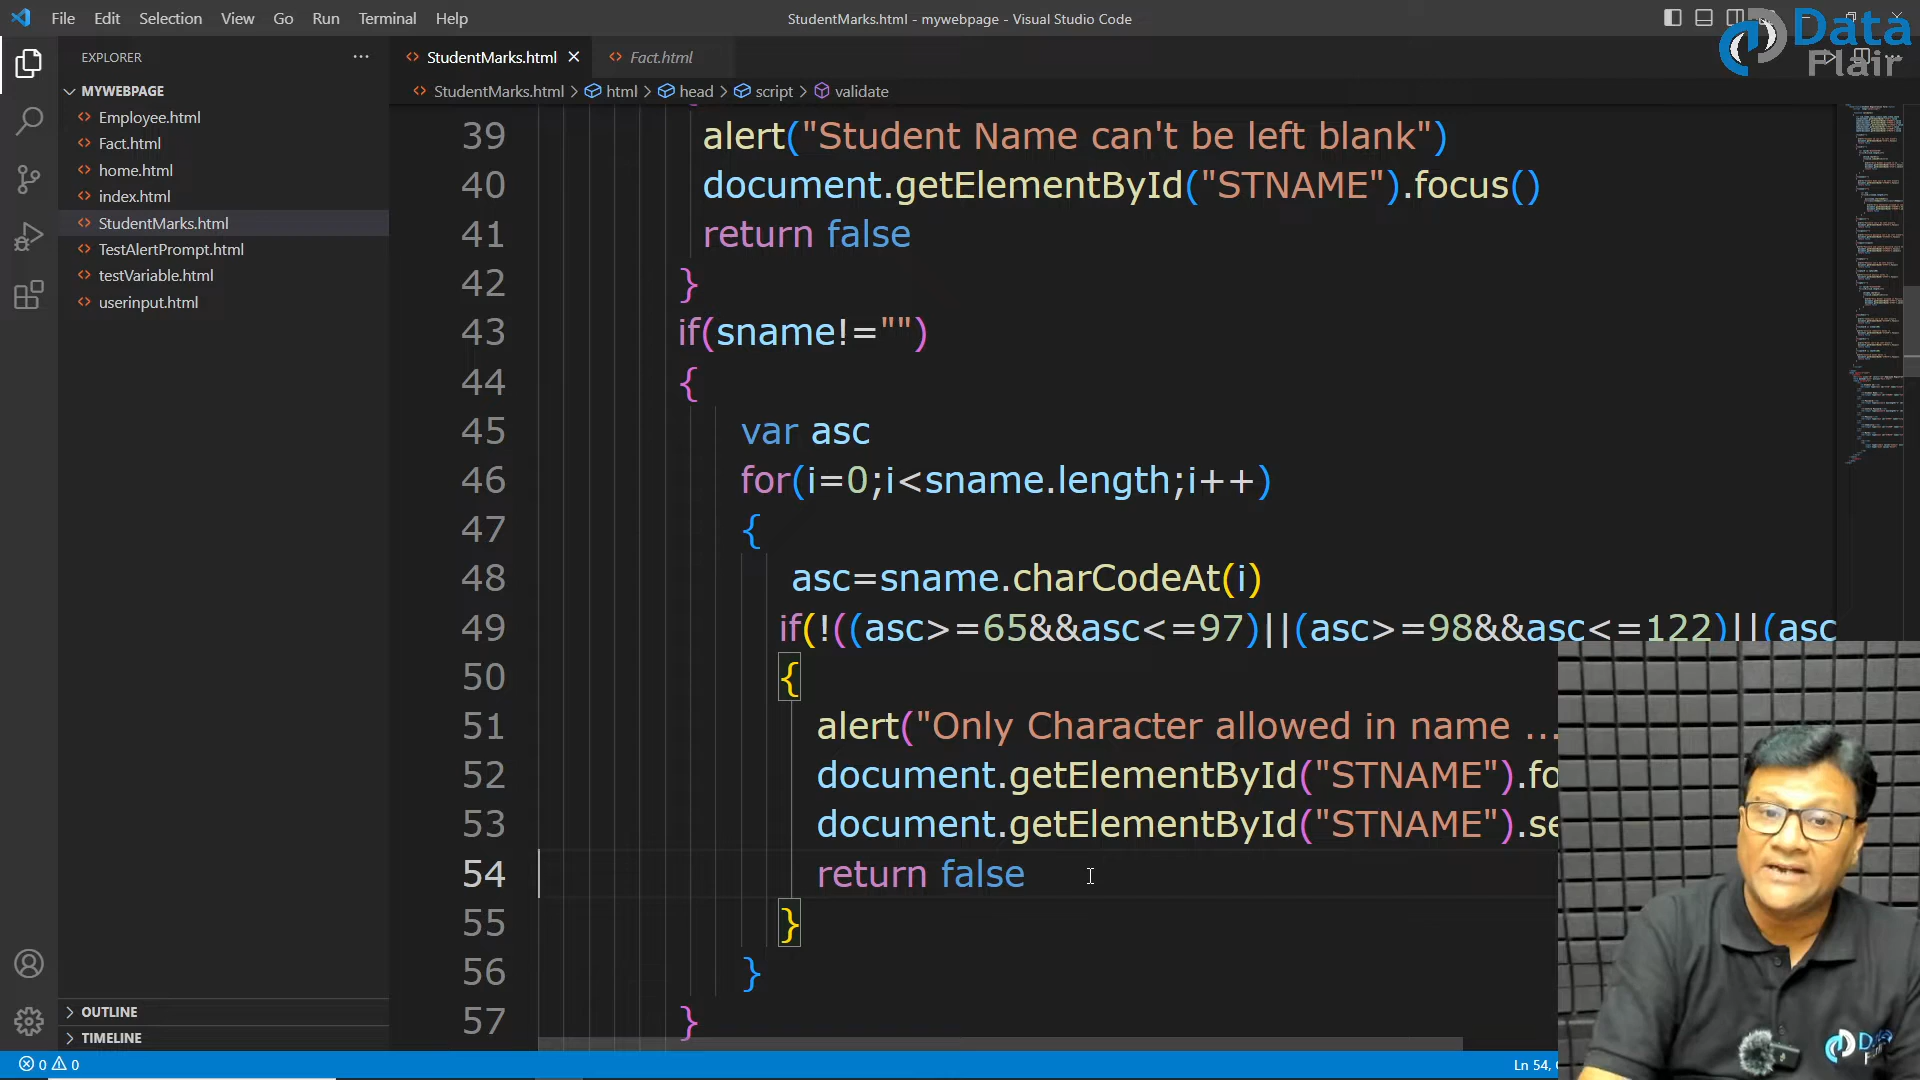 File Edit Selection View Go Run Terminal Help
StudentMarks.html - mywebpage - Visual Studio Code
Data
Flair
EXPLORER
StudentMarks.html
Fact.html
MYWEBPAGE
StudentMarks.html > html > head > script > validate
Employee.html
Fact.html
home.html
index.html
StudentMarks.html
TestAlertPrompt.html
testVariable.html
userinput.html
39 alert("Student Name can't be left blank")
40 document.getElementById("STNAME").focus()
41 return false
42 }
43 if(sname!="")
44 {
45 var asc
46 for(i=0;i<sname.length;i++)
47 {
48 asc=sname.charCodeAt(i)
49 if(!((asc>=65&&asc<=97)||(asc>=98&&asc<=122)||(asc
50 {
51 alert("Only Character allowed in name ...
52 document.getElementById("STNAME").fo
53 document.getElementById("STNAME").se
54 return false
55 }
56 }
57 }
OUTLINE
TIMELINE
0 0
Ln 54,